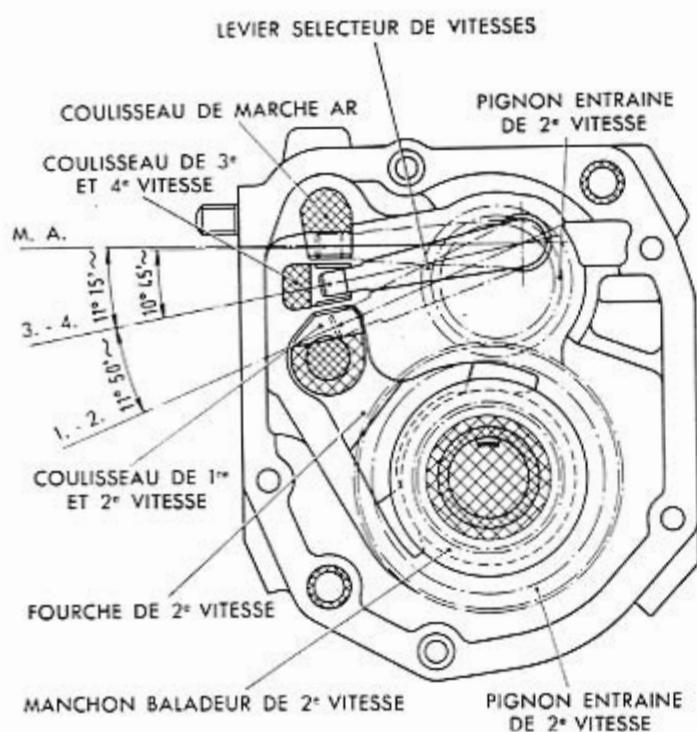 LEVIER SELECTEUR DE VITESSES
COULISSEAU DE MARCHE AR
PIGNON ENTRAINE
DE 2e VITESSE
COULISSEAU DE 3e
ET 4e VITESSE
M. A.
11° 15'~
10° 45'~
3. - 4.
11° 50'~
1. - 2.
COULISSEAU DE 1re
ET 2e VITESSE
FOURCHE DE 2e VITESSE
MANCHON BALADEUR DE 2e VITESSE
PIGNON ENTRAINE
DE 2e VITESSE